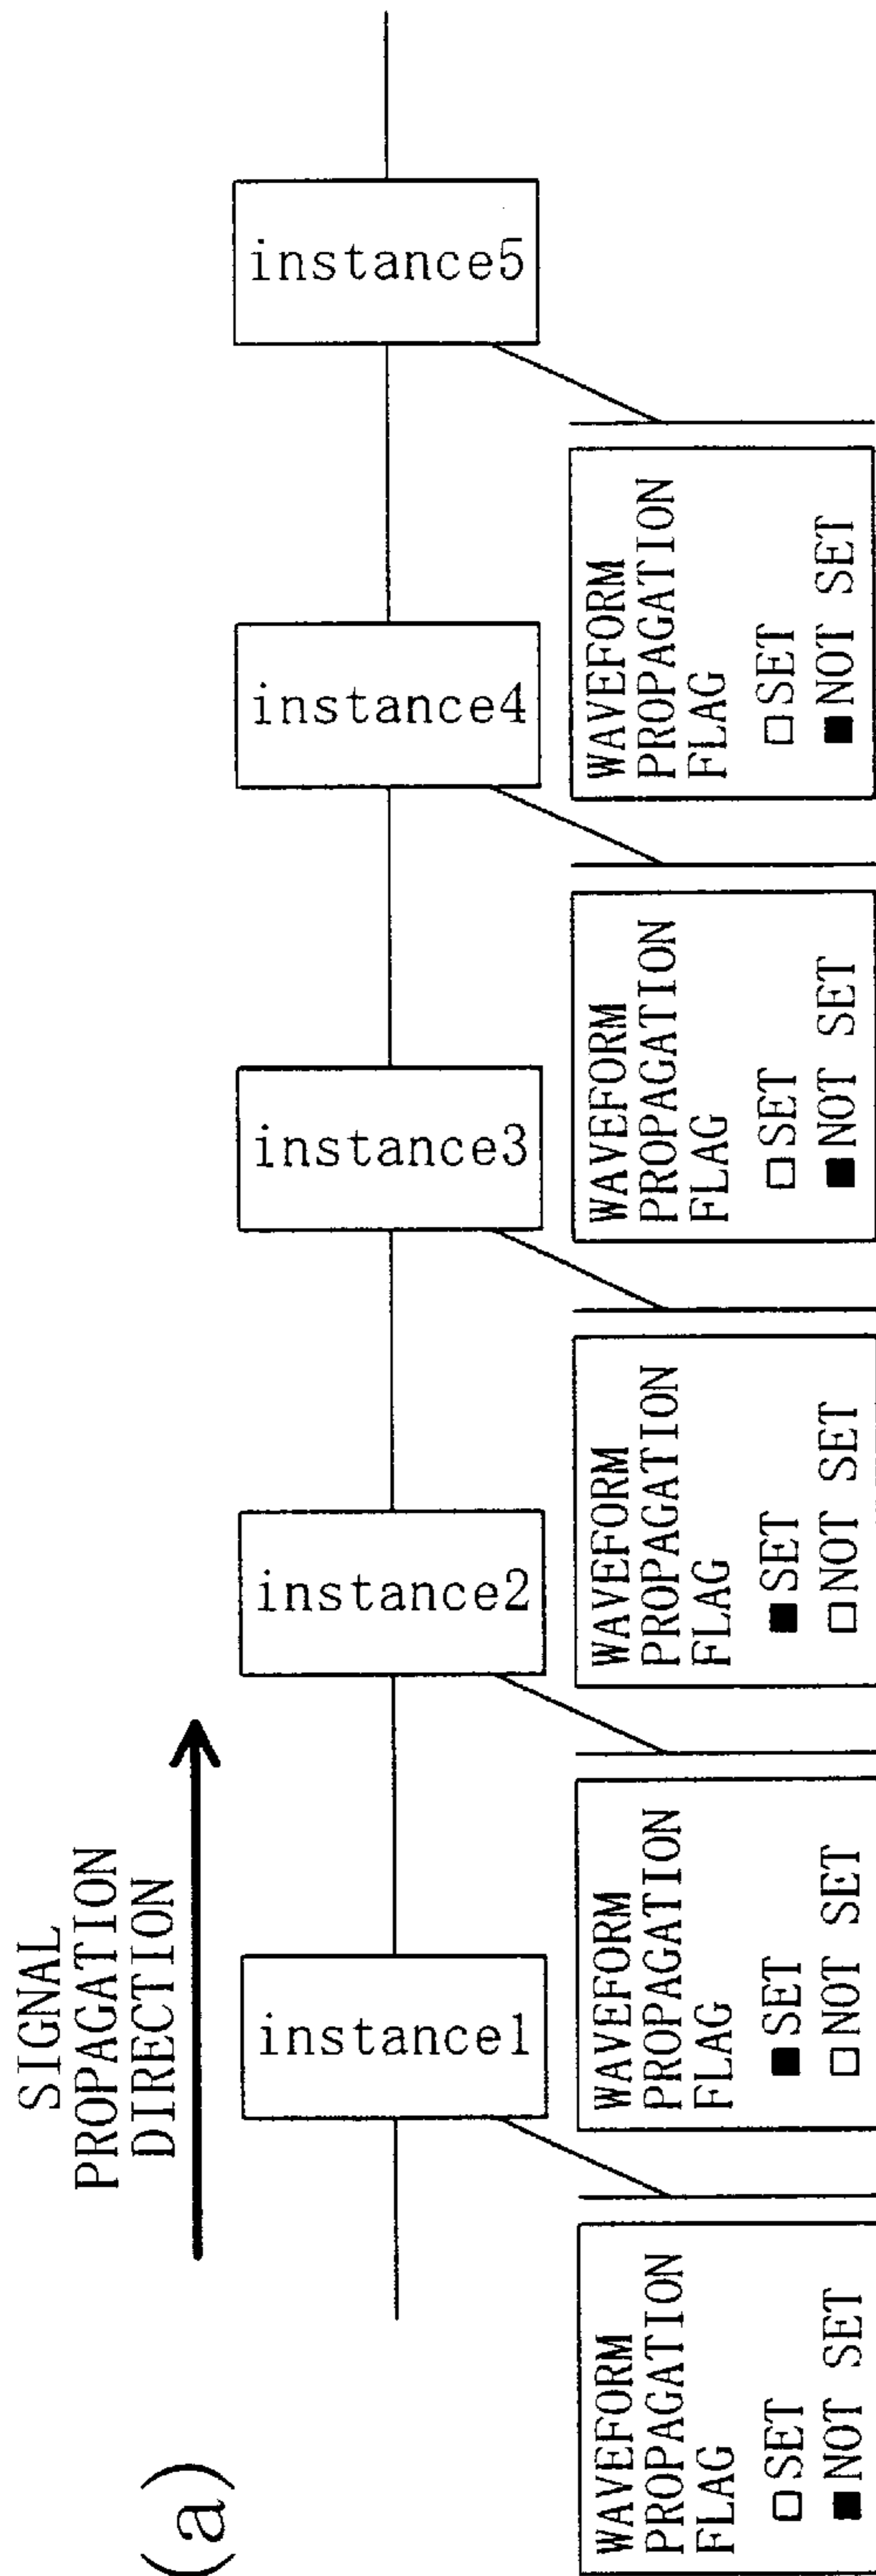 (a)
SIGNAL
PROPAGATION
DIRECTION
instance1
instance2
instance3
instance4
instance5
WAVEFORM
PROPAGATION
FLAG
□SET
■NOT SET
WAVEFORM
PROPAGATION
FLAG
■SET
□NOT SET
WAVEFORM
PROPAGATION
FLAG
■SET
□NOT SET
WAVEFORM
PROPAGATION
FLAG
□SET
■NOT SET
WAVEFORM
PROPAGATION
FLAG
□SET
■NOT SET